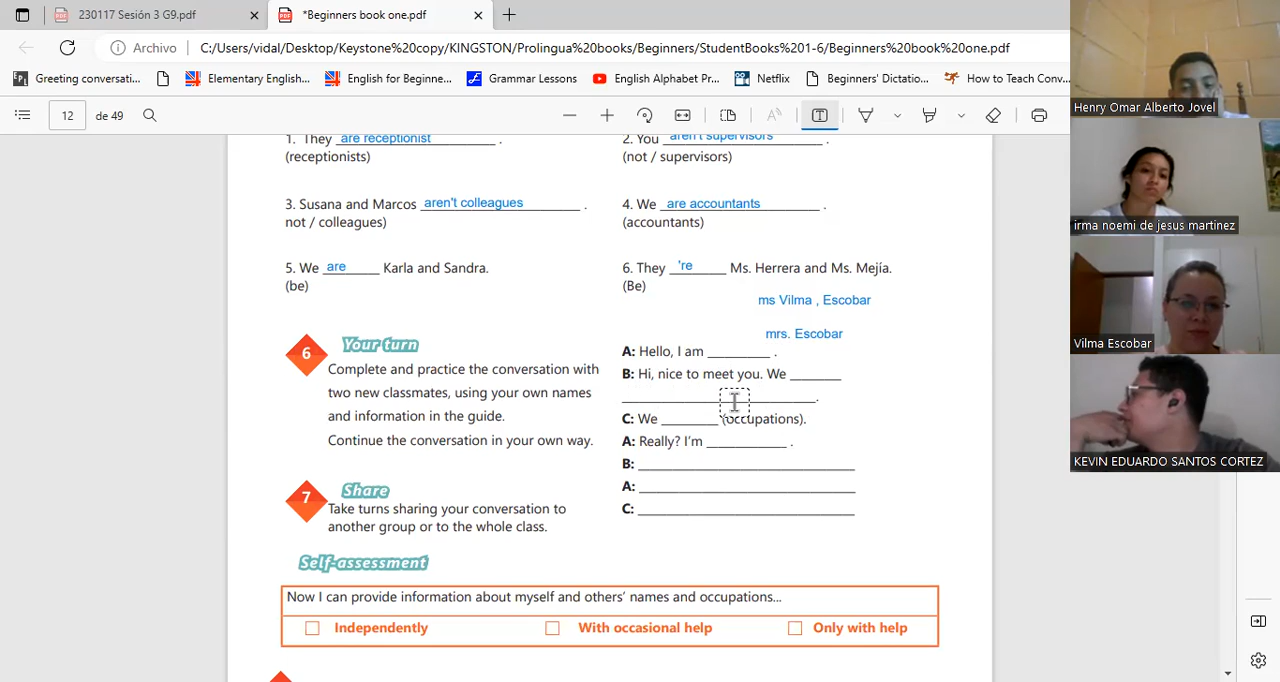 230117 Sesión 3 G9.pdf
*Beginners book one.pdf
Archivo
C:/Users/vidal/Desktop/Keystone%20copy/KINGSTON/Prolingua%20books/Beginners/StudentBooks%201-6/Beginners%20book%20one.pdf
Greeting conversati...
Elementary English...
English for Beginne...
Grammar Lessons
English Alphabet Pr...
Netflix
Beginners' Dictatio...
How to Teach Conv...
12 de 49
1. They are receptionist .
(receptionists)
2. You aren't supervisors .
(not / supervisors)
3. Susana and Marcos aren't colleagues .
not / colleagues)
4. We are accountants .
(accountants)
5. We are Karla and Sandra.
(be)
6. They 're Ms. Herrera and Ms. Mejía.
(Be)
ms Vilma , Escobar
mrs. Escobar
6 Your turn
Complete and practice the conversation with
two new classmates, using your own names
and information in the guide.
Continue the conversation in your own way.
A: Hello, I am _________ .
B: Hi, nice to meet you. We _______
___________________________.
C: We ________ (occupations).
A: Really? I'm ___________ .
B: ______________________________
A: ______________________________
C: ______________________________
7 Share
Take turns sharing your conversation to
another group or to the whole class.
Self-assessment
Now I can provide information about myself and others' names and occupations...
Independently
With occasional help
Only with help
Henry Omar Alberto Jovel
irma noemi de jesus martinez
Vilma Escobar
KEVIN EDUARDO SANTOS CORTEZ